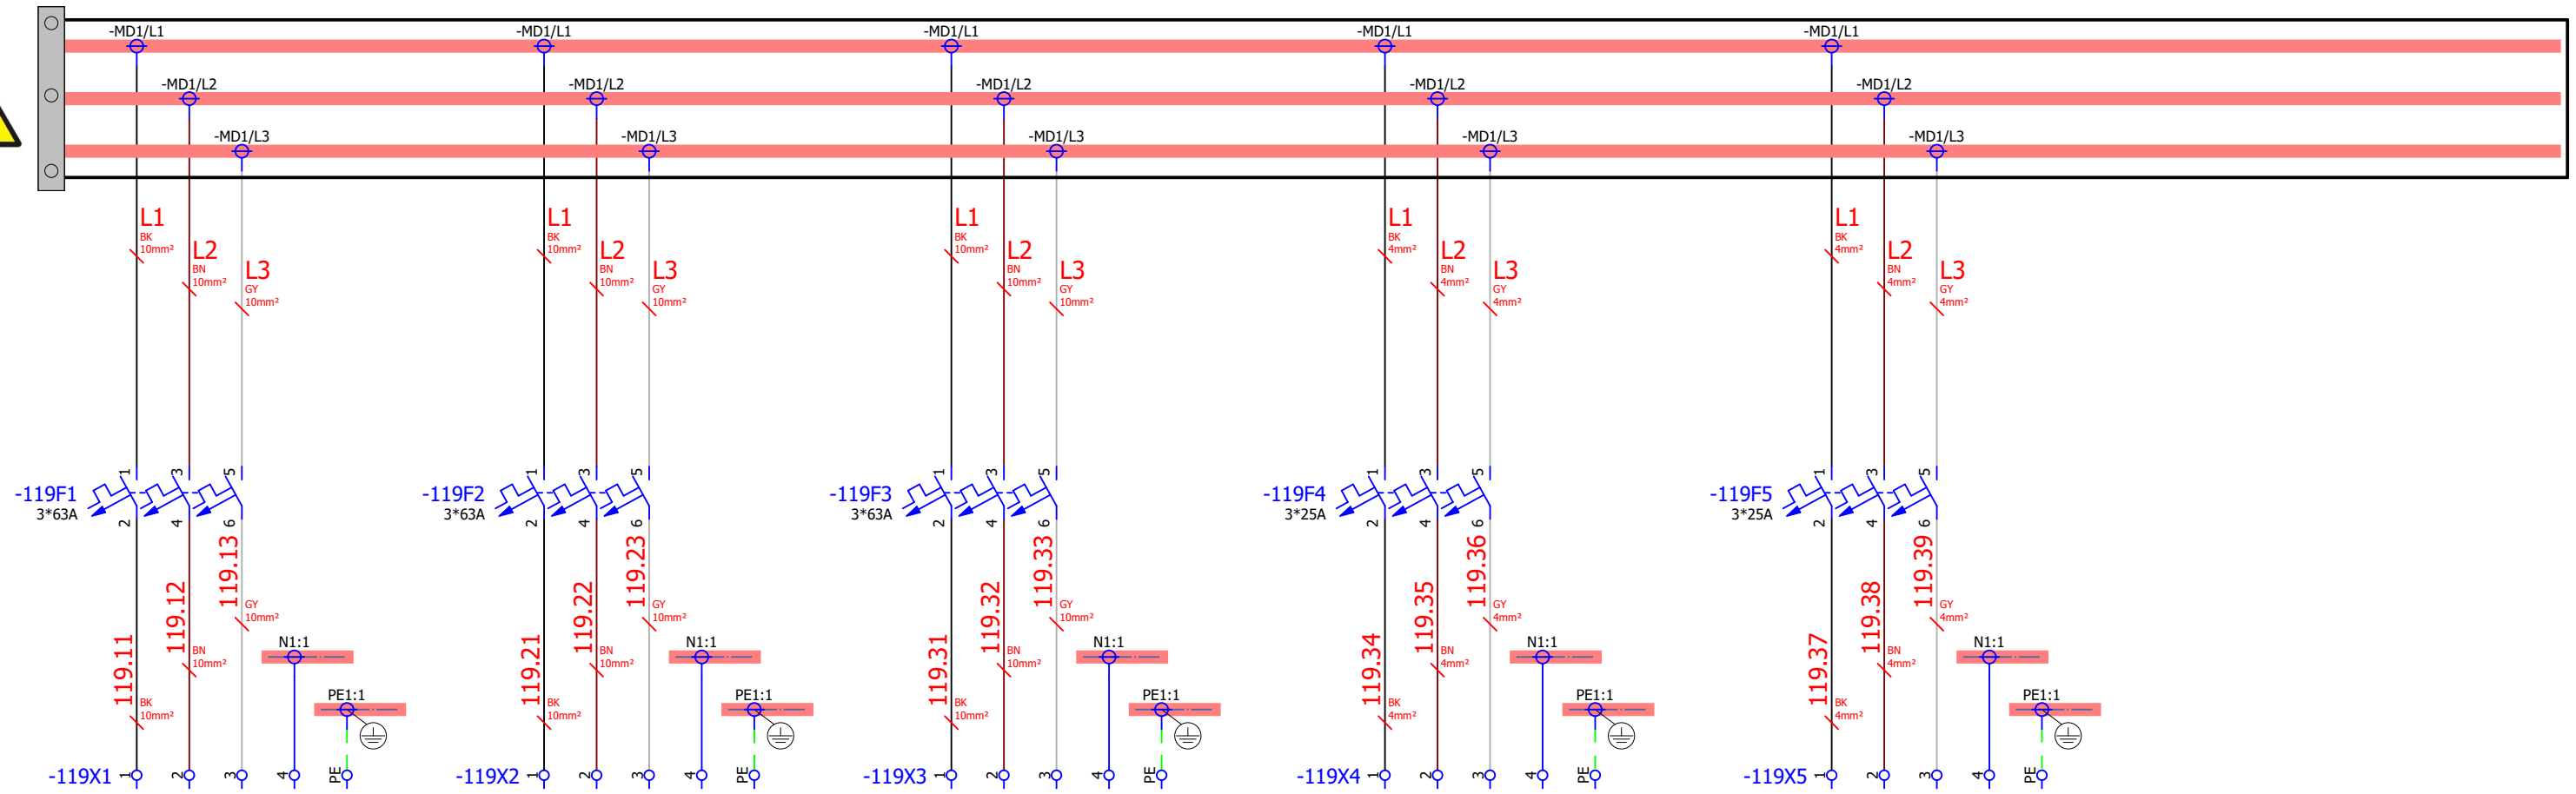 -MD1/L1 -MD1/L1 -MD1/L1 -MD1/L1 -MD1/L1
-MD1/L2 -MD1/L2 -MD1/L2 -MD1/L2 -MD1/L2
-MD1/L3 -MD1/L3 -MD1/L3 -MD1/L3 -MD1/L3
L1 L1 L1 L1 L1
BK BK BK BK BK
10mm² 10mm² 10mm² 4mm² 4mm²
L2 L2 L2 L2 L2
BN BN BN BN BN
10mm² 10mm² 10mm² 4mm² 4mm²
L3 L3 L3 L3 L3
GY GY GY GY GY
10mm² 10mm² 10mm² 4mm² 4mm²
1 3 5 1 3 5 1 3 5 1 3 5 1 3 5
-119F1 -119F2 -119F3 -119F4 -119F5
3*63A 3*63A 3*63A 3*25A 3*25A
2 4 6 2 4 6 2 4 6 2 4 6 2 4 6
119.13 119.23 119.33 119.36 119.39
GY GY GY GY GY
10mm² 10mm² 10mm² 4mm² 4mm²
119.12 119.22 119.32 119.35 119.38
BN BN BN BN BN
10mm² 10mm² 10mm² 4mm² 4mm²
119.11 119.21 119.31 119.34 119.37
BK BK BK BK BK
10mm² 10mm² 10mm² 4mm² 4mm²
N1:1 N1:1 N1:1 N1:1 N1:1
PE1:1 PE1:1 PE1:1 PE1:1 PE1:1
-119X1 1 2 3 4 PE -119X2 1 2 3 4 PE -119X3 1 2 3 4 PE -119X4 1 2 3 4 PE -119X5 1 2 3 4 PE